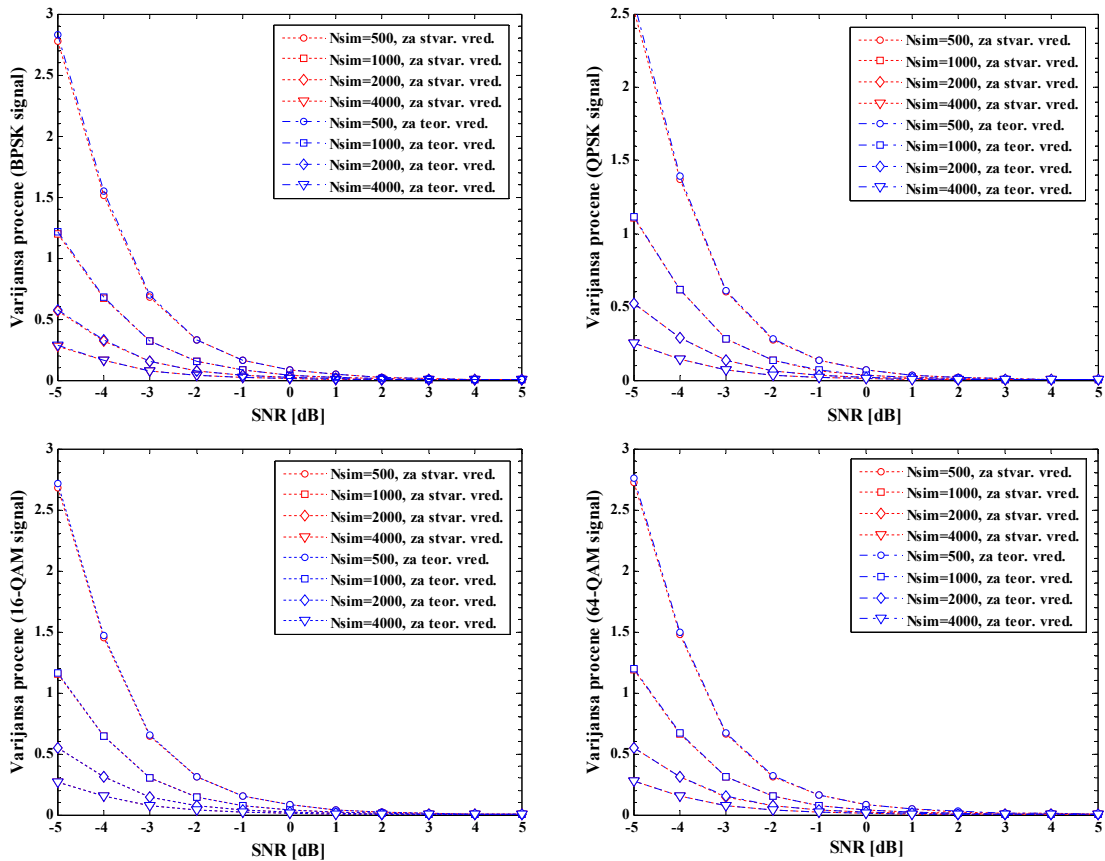 3
2.5
2
1.5
1
0.5
0
Varijansa procene (BPSK signal)
Nsim=500, za stvar. vred.
Nsim=1000, za stvar. vred.
Nsim=2000, za stvar. vred.
Nsim=4000, za stvar. vred.
Nsim=500, za teor. vred.
Nsim=1000, za teor. vred.
Nsim=2000, za teor. vred.
Nsim=4000, za teor. vred.
-5 -4 -3 -2 -1 0 1 2 3 4 5
SNR [dB]
2.5
2
1.5
1
0.5
0
Varijansa procene (QPSK signal)
Nsim=500, za stvar. vred.
Nsim=1000, za stvar. vred.
Nsim=2000, za stvar. vred.
Nsim=4000, za stvar. vred.
Nsim=500, za teor. vred.
Nsim=1000, za teor. vred.
Nsim=2000, za teor. vred.
Nsim=4000, za teor. vred.
-5 -4 -3 -2 -1 0 1 2 3 4 5
SNR [dB]
3
2.5
2
1.5
1
0.5
0
Varijansa procene (16-QAM signal)
Nsim=500, za stvar. vred.
Nsim=1000, za stvar. vred.
Nsim=2000, za stvar. vred.
Nsim=4000, za stvar. vred.
Nsim=500, za teor. vred.
Nsim=1000, za teor. vred.
Nsim=2000, za teor. vred.
Nsim=4000, za teor. vred.
-5 -4 -3 -2 -1 0 1 2 3 4 5
SNR [dB]
3
2.5
2
1.5
1
0.5
0
Varijansa procene (64-QAM signal)
Nsim=500, za stvar. vred.
Nsim=1000, za stvar. vred.
Nsim=2000, za stvar. vred.
Nsim=4000, za stvar. vred.
Nsim=500, za teor. vred.
Nsim=1000, za teor. vred.
Nsim=2000, za teor. vred.
Nsim=4000, za teor. vred.
-5 -4 -3 -2 -1 0 1 2 3 4 5
SNR [dB]